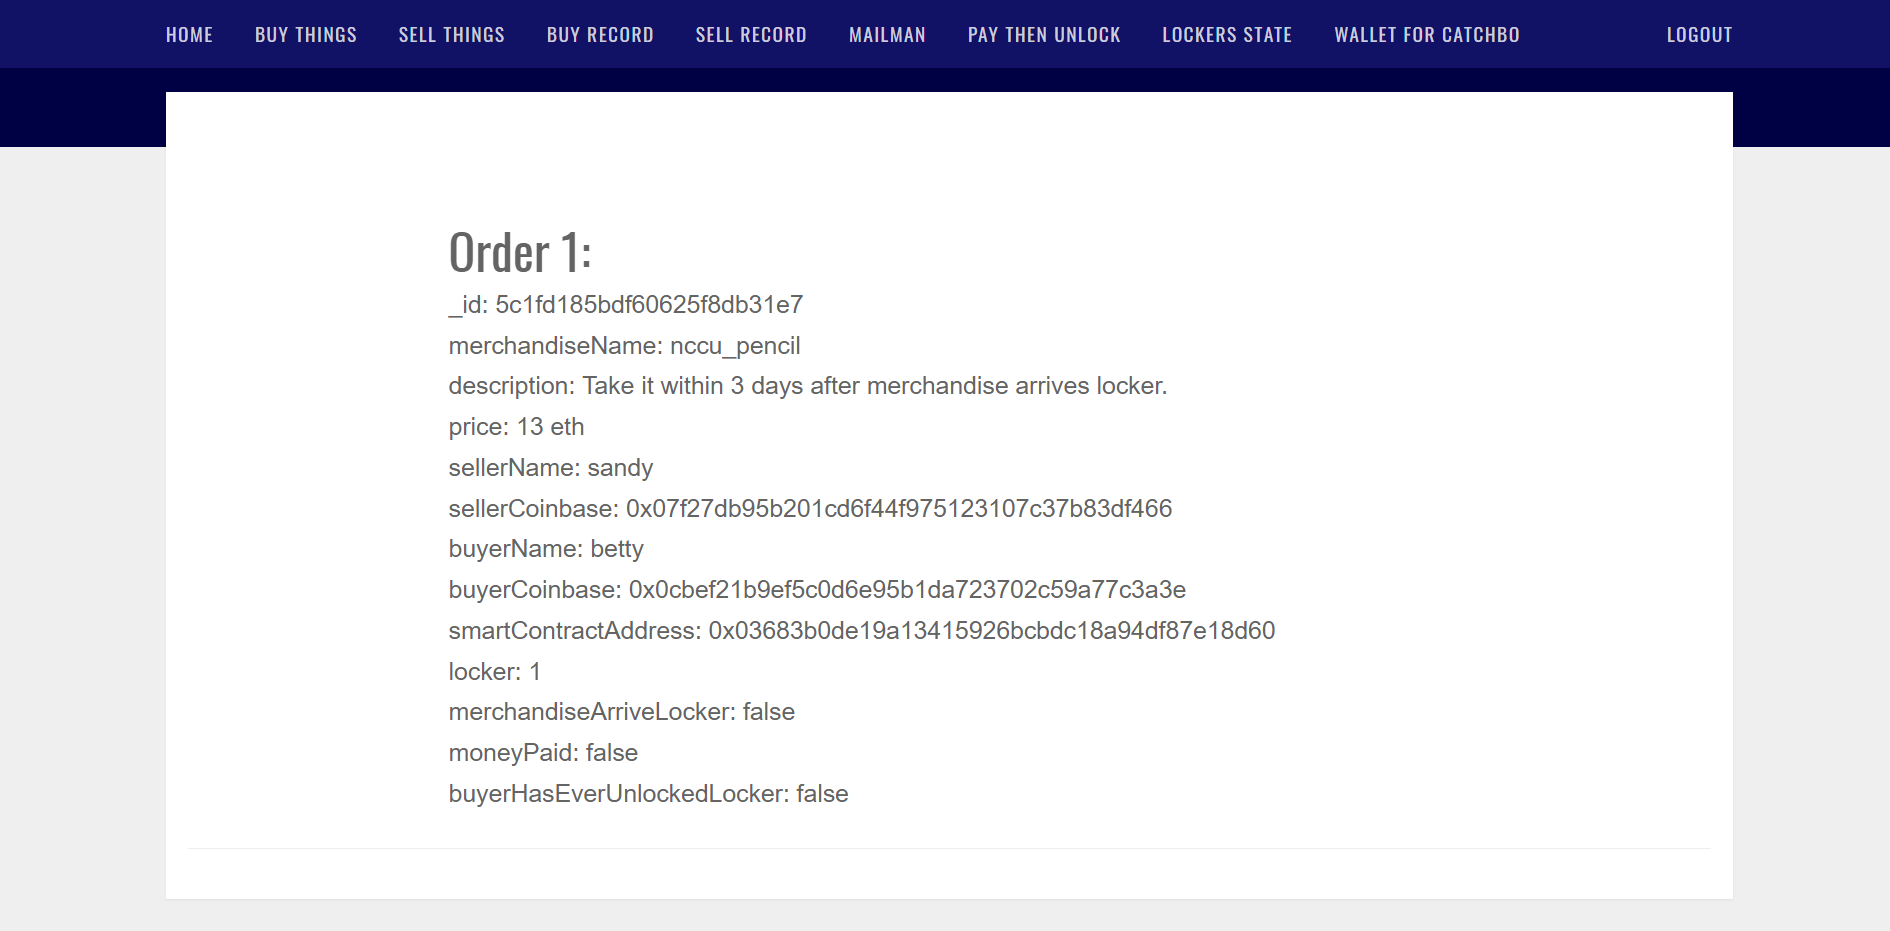 HOME BUY THINGS SELL THINGS BUY RECORD SELL RECORD MAILMAN PAY THEN UNLOCK LOCKERS STATE WALLET FOR CATCHBO LOGOUT
Order 1:
_id: 5c1fd185bdf60625f8db31e7
merchandiseName: nccu_pencil
description: Take it within 3 days after merchandise arrives locker.
price: 13 eth
sellerName: sandy
sellerCoinbase: 0x07f27db95b201cd6f44f975123107c37b83df466
buyerName: betty
buyerCoinbase: 0x0cbef21b9ef5c0d6e95b1da723702c59a77c3a3e
smartContractAddress: 0x03683b0de19a13415926bcbdc18a94df87e18d60
locker: 1
merchandiseArriveLocker: false
moneyPaid: false
buyerHasEverUnlockedLocker: false